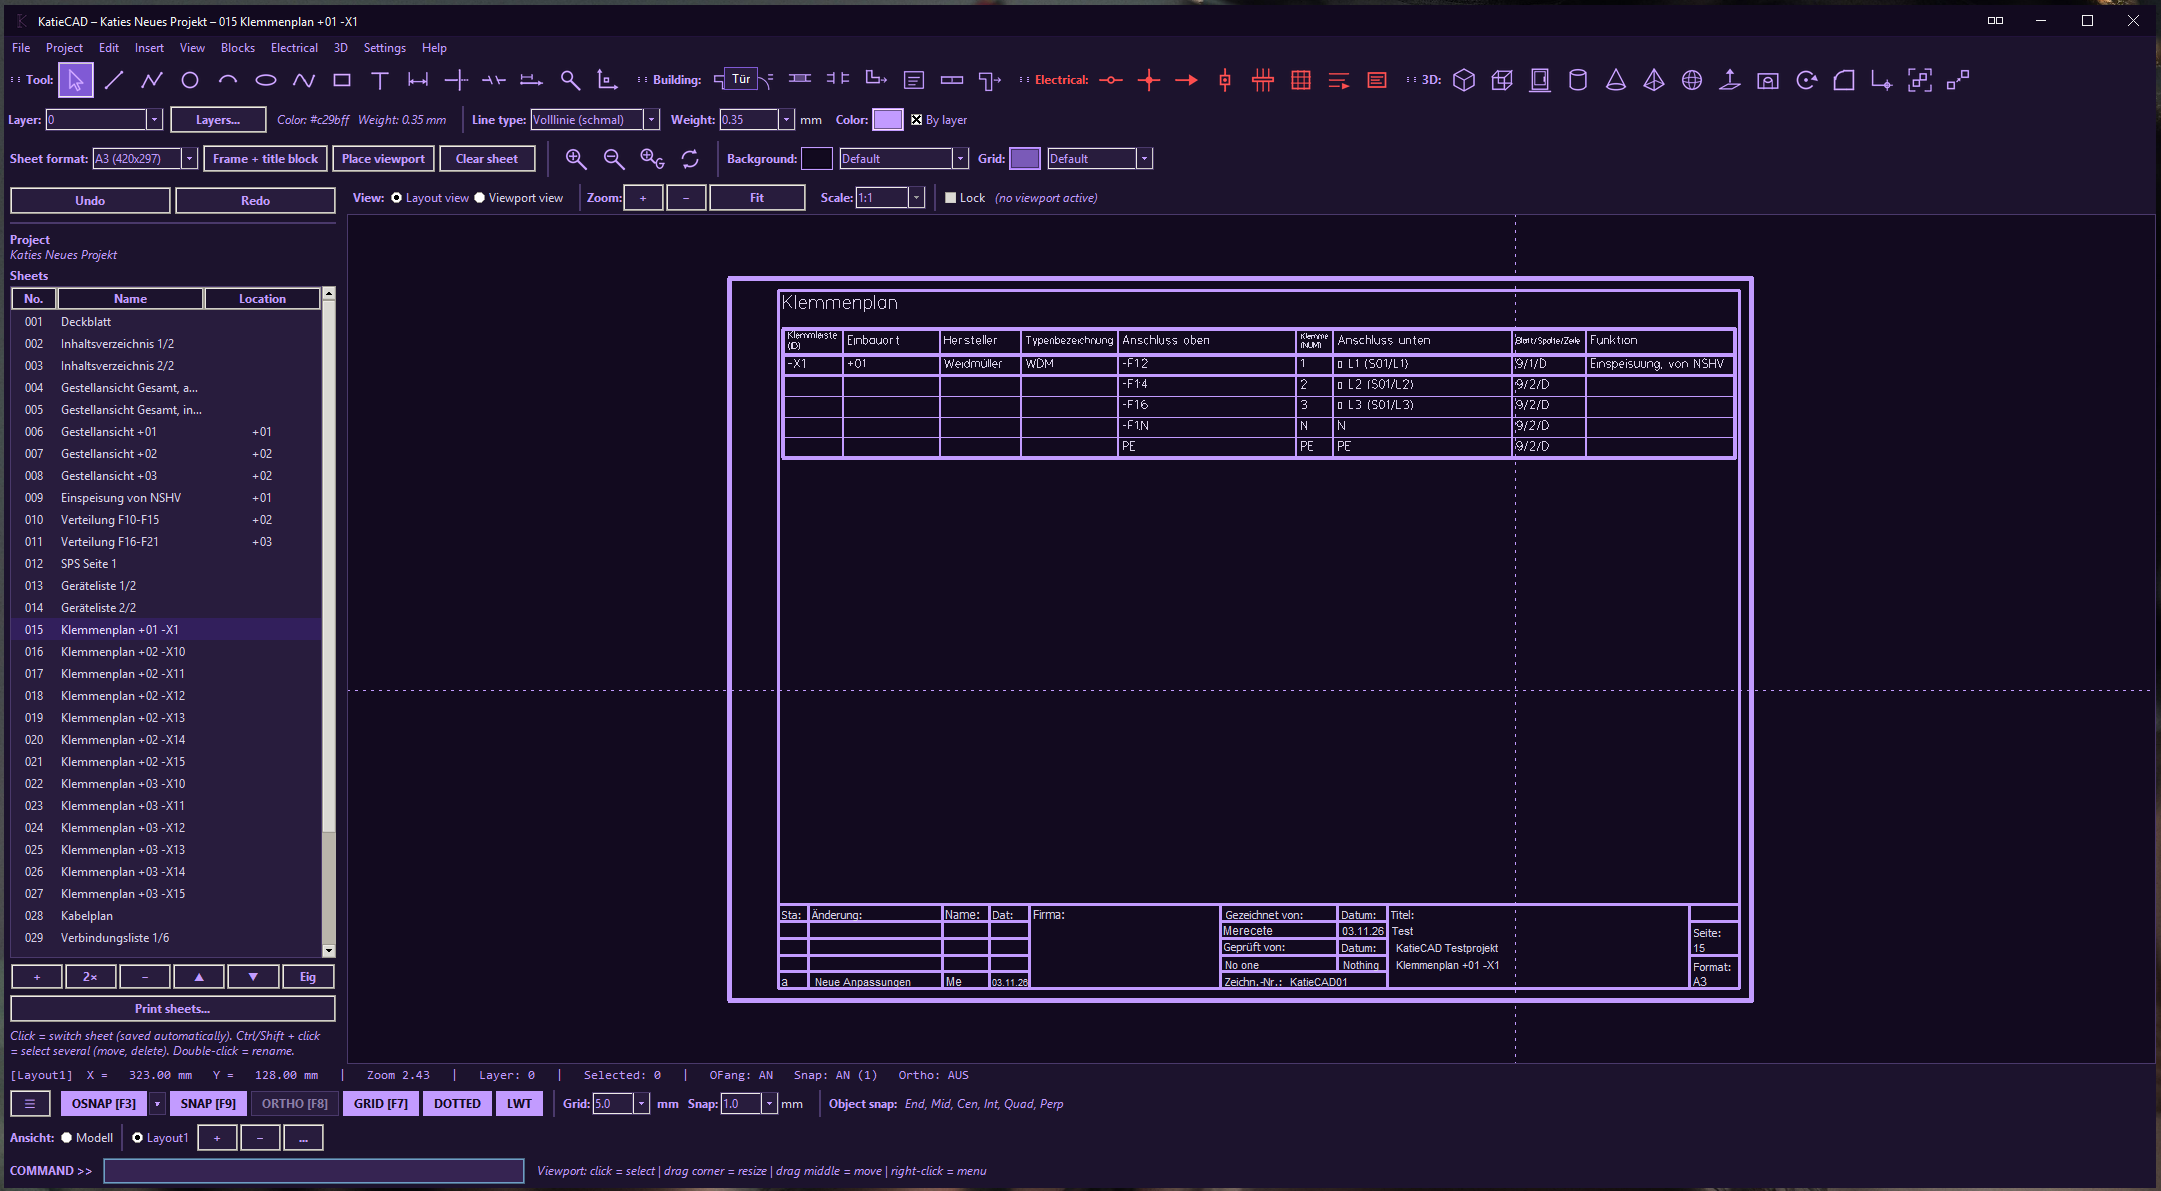 KatieCAD – Katies Neues Projekt – 015 Klemmenplan +01 -X1
File Project Edit Insert View Blocks Electrical 3D Settings Help
Tool: Building: Tür Electrical: 3D:
Layer: 0 Layers... Color: #c29bff Weight: 0.35 mm Line type: Volllinie (schmal) Weight: 0.35 mm Color: By layer
Sheet format: A3 (420x297) Frame + title block Place viewport Clear sheet Background: Default Grid: Default
Undo Redo View: Layout view Viewport view Zoom: + – Fit Scale: 1:1 Lock (no viewport active)
Project
Katies Neues Projekt
Sheets
No. Name Location
001 Deckblatt
002 Inhaltsverzeichnis 1/2
003 Inhaltsverzeichnis 2/2
004 Gestellansicht Gesamt, a...
005 Gestellansicht Gesamt, in...
006 Gestellansicht +01 +01
007 Gestellansicht +02 +02
008 Gestellansicht +03 +02
009 Einspeisung von NSHV +01
010 Verteilung F10-F15 +02
011 Verteilung F16-F21 +03
012 SPS Seite 1
013 Geräteliste 1/2
014 Geräteliste 2/2
015 Klemmenplan +01 -X1
016 Klemmenplan +02 -X10
017 Klemmenplan +02 -X11
018 Klemmenplan +02 -X12
019 Klemmenplan +02 -X13
020 Klemmenplan +02 -X14
021 Klemmenplan +02 -X15
022 Klemmenplan +03 -X10
023 Klemmenplan +03 -X11
024 Klemmenplan +03 -X12
025 Klemmenplan +03 -X13
026 Klemmenplan +03 -X14
027 Klemmenplan +03 -X15
028 Kabelplan
029 Verbindungsliste 1/6
+ 2× – ▲ ▼ Eig
Print sheets...
Click = switch sheet (saved automatically). Ctrl/Shift + click
= select several (move, delete). Double-click = rename.
Klemmenplan
Klemmleiste (ID) Einbauort Hersteller Typenbezeichnung Anschluss oben Klemme (NUM) Anschluss unten Blatt/Spalte/Zeile Funktion
-X1 +01 Weidmüller WDM -F12 1 ▯ L1 (S01/L1) 9/1/D Einspeisuung, von NSHV
-F14 2 ▯ L2 (S01/L2) 9/2/D
-F16 3 ▯ L3 (S01/L3) 9/2/D
-F1.N N N 9/2/D
PE PE PE 9/2/D
Sta: Änderung: Name: Dat: Firma: Gezeichnet von: Datum: Titel:
Merecete 03.11.26 Test
Seite:
Geprüft von: Datum: KatieCAD Testprojekt
15
No one Nothing Klemmenplan +01 -X1
Format:
a Neue Anpassungen Me 03.11.26 Zeichn.-Nr.: KatieCAD01 A3
[Layout1] X = 323.00 mm Y = 128.00 mm | Zoom 2.43 | Layer: 0 | Selected: 0 | OFang: AN Snap: AN (1) Ortho: AUS
☰ OSNAP [F3] SNAP [F9] ORTHO [F8] GRID [F7] DOTTED LWT Grid: 5.0 mm Snap: 1.0 mm Object snap: End, Mid, Cen, Int, Quad, Perp
Ansicht: Modell Layout1 + – ...
COMMAND >> Viewport: click = select | drag corner = resize | drag middle = move | right-click = menu